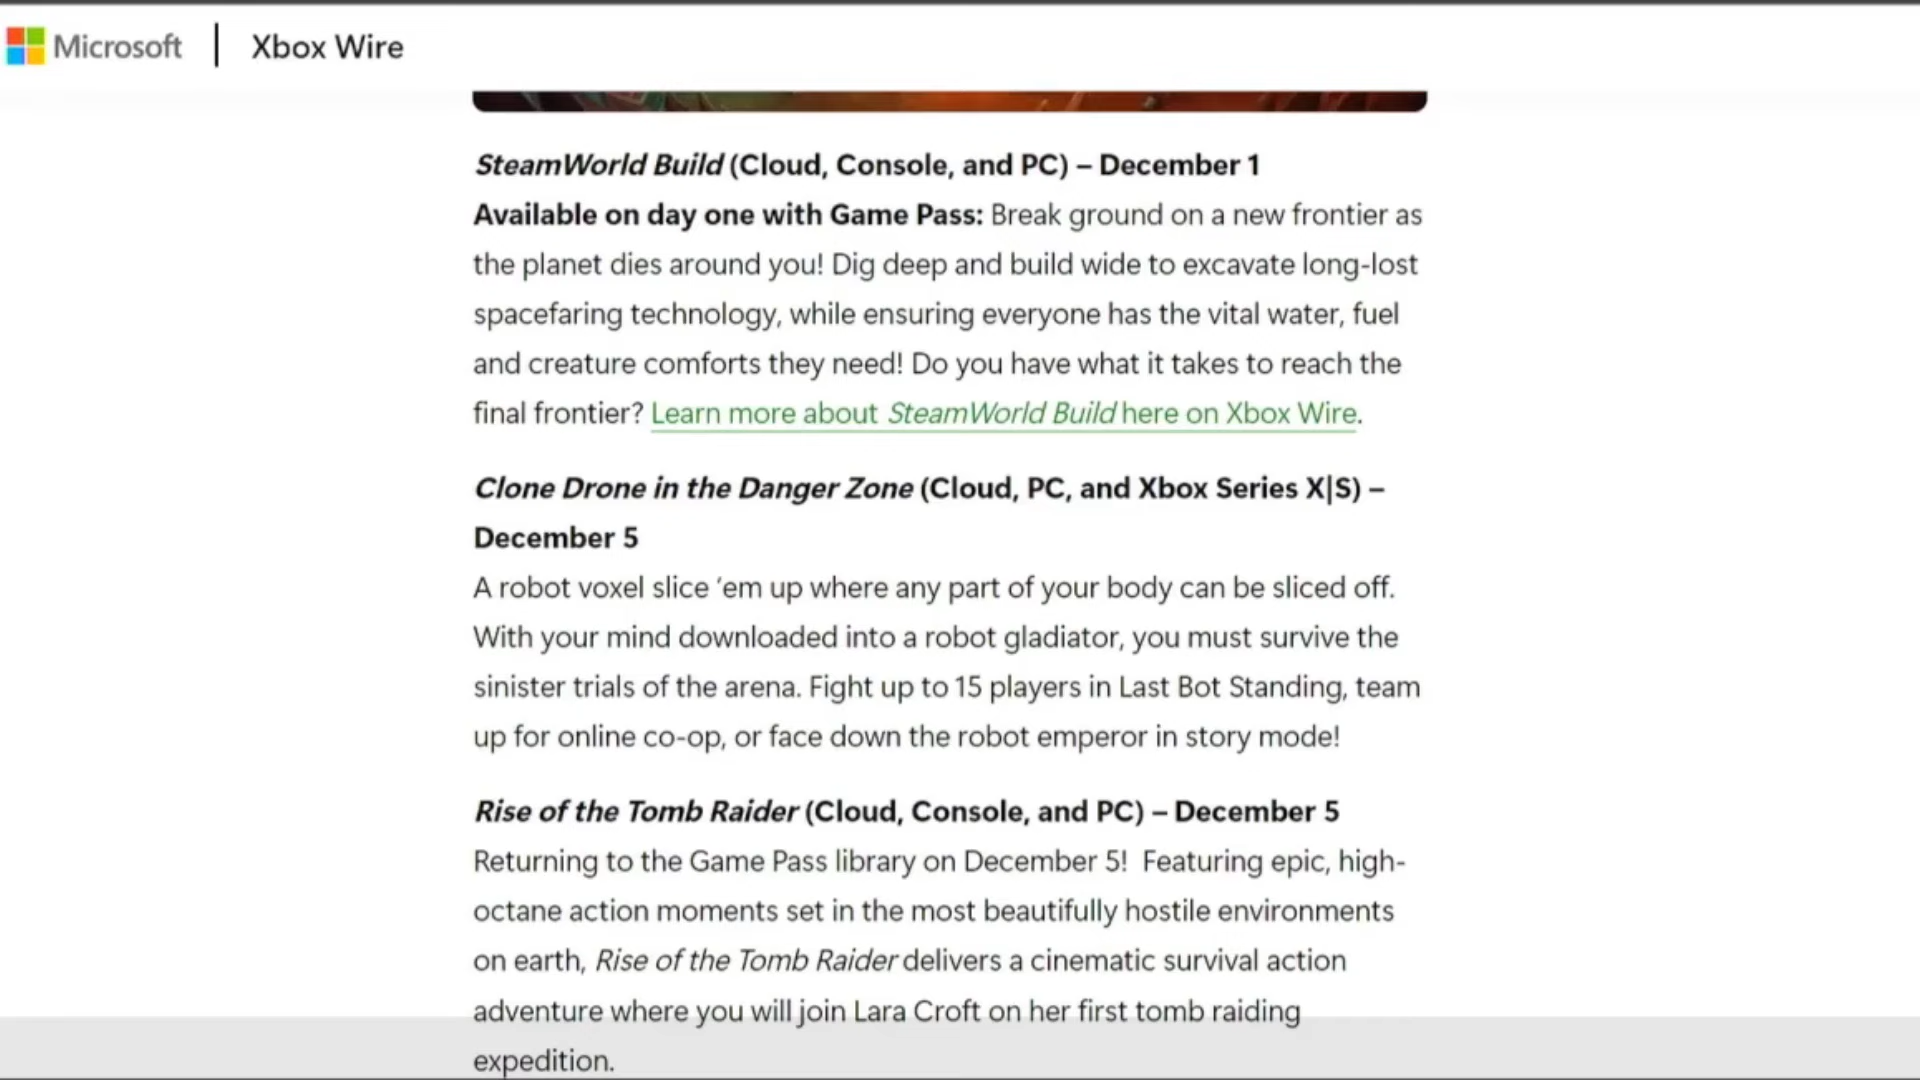 Microsoft | Xbox Wire
SteamWorld Build (Cloud, Console, and PC) – December 1
Available on day one with Game Pass: Break ground on a new frontier as
the planet dies around you! Dig deep and build wide to excavate long-lost
spacefaring technology, while ensuring everyone has the vital water, fuel
and creature comforts they need! Do you have what it takes to reach the
final frontier? Learn more about SteamWorld Build here on Xbox Wire.
Clone Drone in the Danger Zone (Cloud, PC, and Xbox Series X|S) –
December 5
A robot voxel slice ‘em up where any part of your body can be sliced off.
With your mind downloaded into a robot gladiator, you must survive the
sinister trials of the arena. Fight up to 15 players in Last Bot Standing, team
up for online co-op, or face down the robot emperor in story mode!
Rise of the Tomb Raider (Cloud, Console, and PC) – December 5
Returning to the Game Pass library on December 5!  Featuring epic, high-
octane action moments set in the most beautifully hostile environments
on earth, Rise of the Tomb Raider delivers a cinematic survival action
adventure where you will join Lara Croft on her first tomb raiding
expedition.